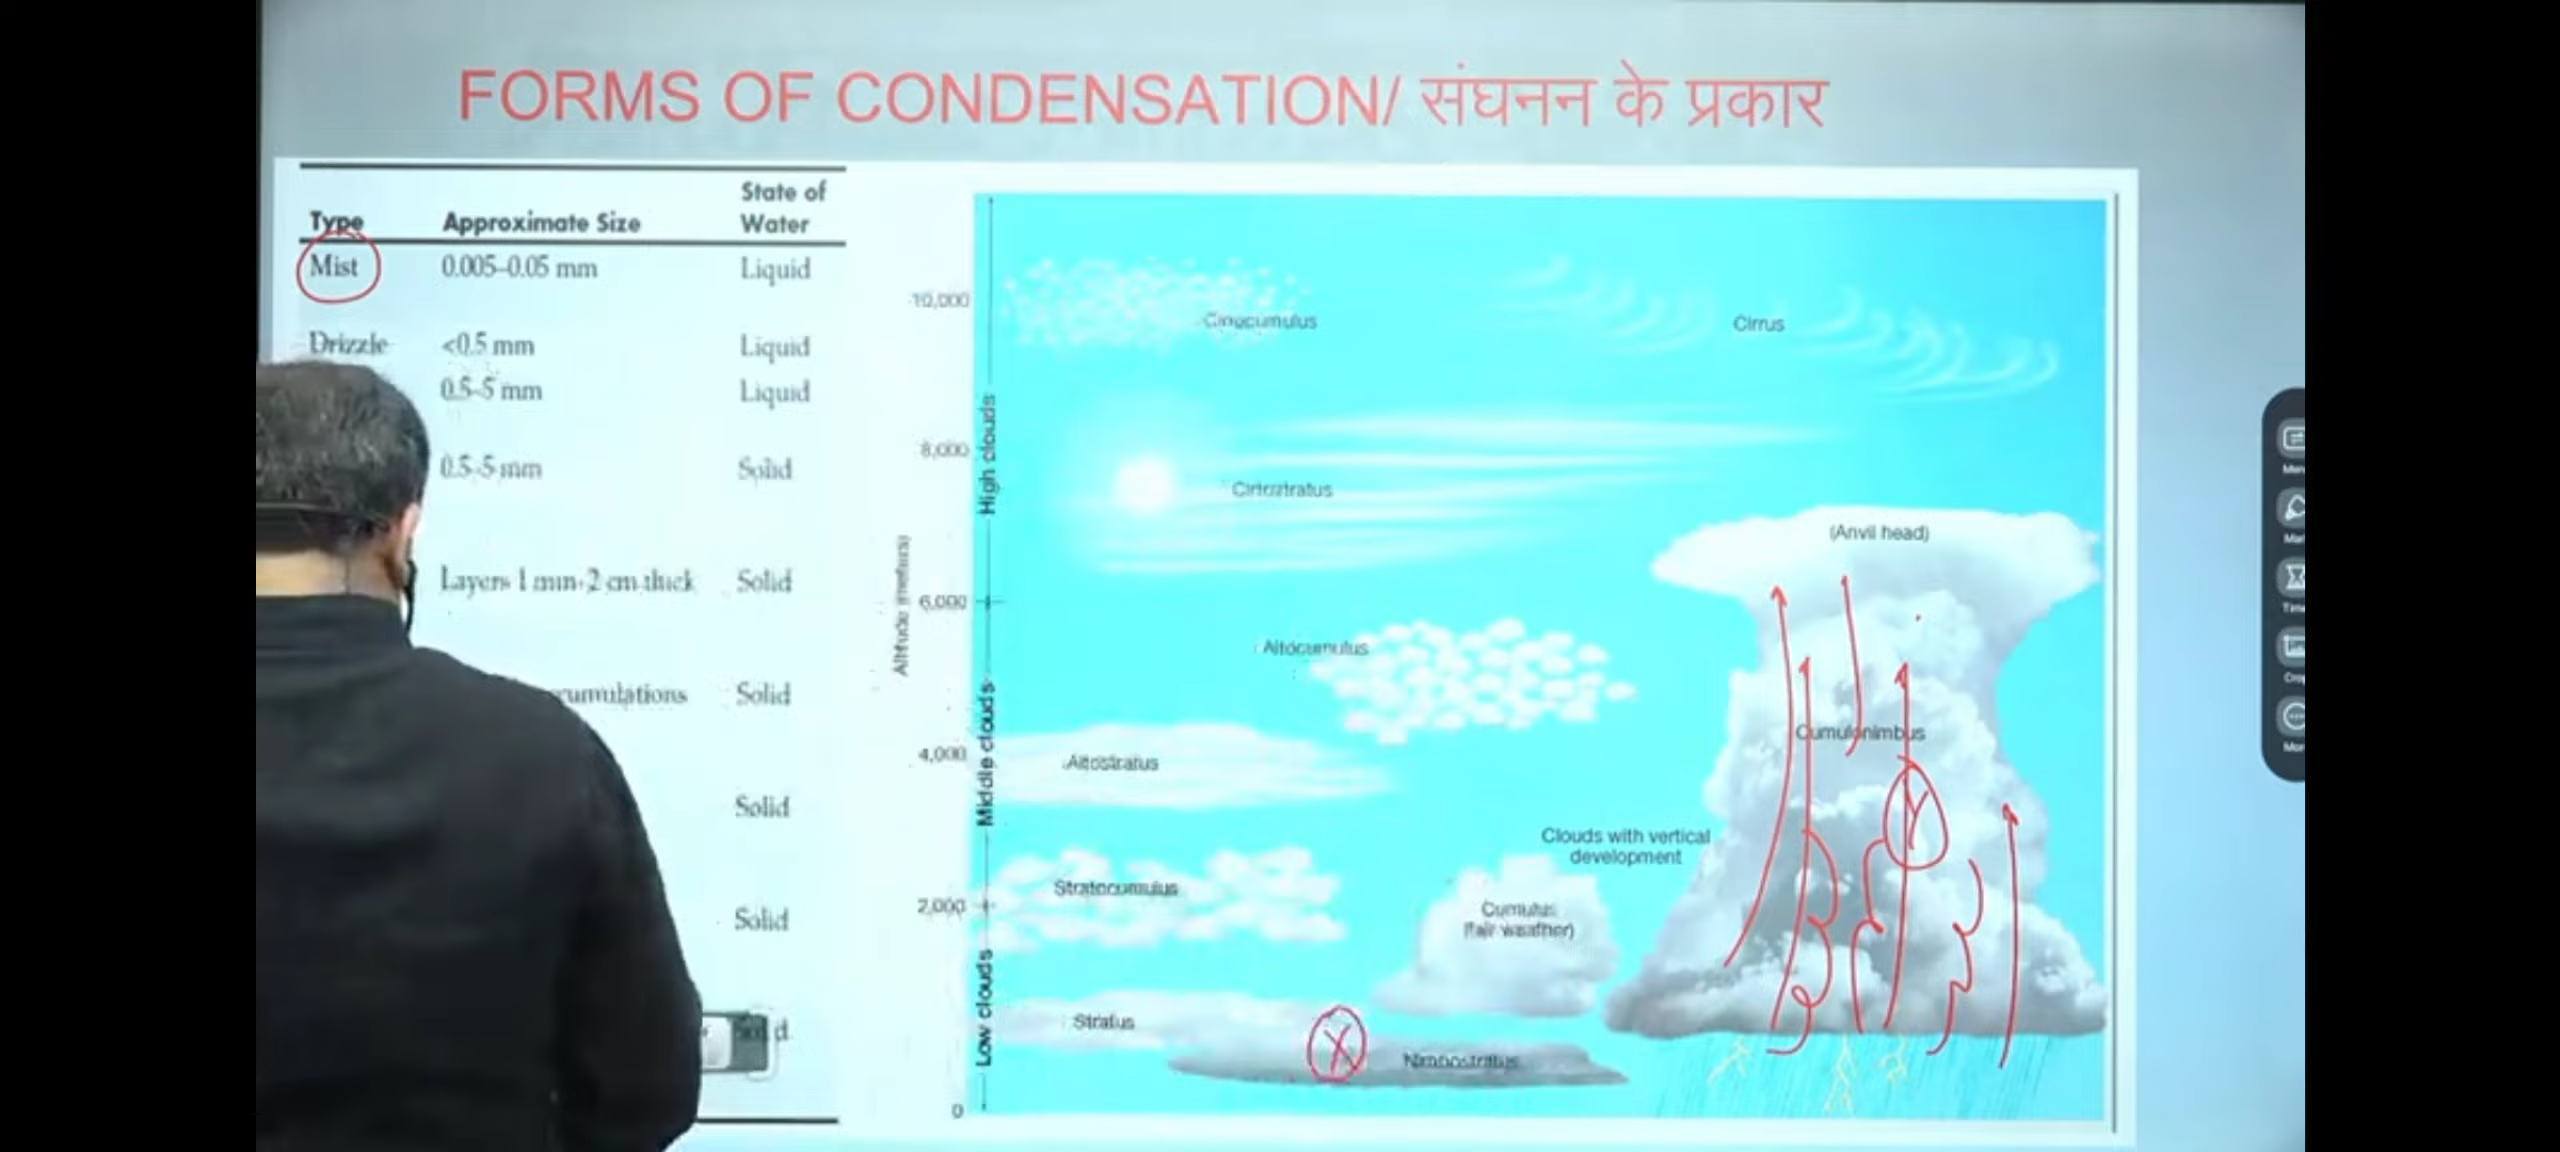 FORMS OF CONDENSATION/ संघनन के प्रकार
Type Approximate Size State of Water
Mist 0.005-0.05 mm Liquid
Drizzle <0.5 mm Liquid
0.5-5 mm Liquid
0.5-5 mm Solid
Layers 1 mm-2 cm thick Solid
cumulations Solid
Solid
Solid
Altitude (meters)
10,000
8,000
6,000
4,000
2,000
0
High clouds
Middle clouds
Low clouds
Cirrocumulus
Cirrus
Cirrostratus
(Anvil head)
Altocumulus
Cumulonimbus
Altostratus
Clouds with vertical
development
Stratocumulus
Cumulus
(fair weather)
Stratus
X
Nimbostratus
Y